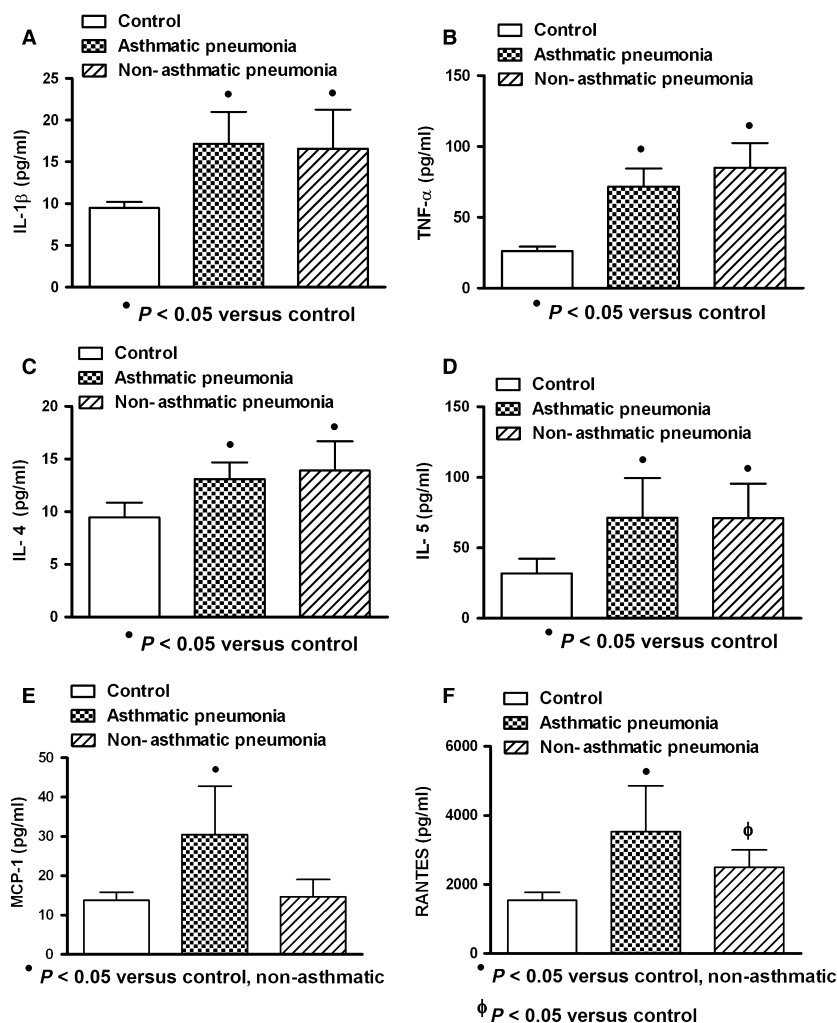 A
Control
Asthmatic pneumonia
Non- asthmatic pneumonia
25
20
15
10
5
0
IL-1β (pg/ml)
•
•
• P < 0.05 versus control
B
Control
Asthmatic pneumonia
Non- asthmatic pneumonia
150
100
50
0
TNF-α (pg/ml)
•
•
• P < 0.05 versus control
C
Control
Asthmatic pneumonia
Non- asthmatic pneumonia
20
15
10
5
0
IL- 4 (pg/ml)
•
•
• P < 0.05 versus control
D
Control
Asthmatic pneumonia
Non- asthmatic pneumonia
150
100
50
0
IL- 5 (pg/ml)
•
•
• P < 0.05 versus control
E
Control
Asthmatic pneumonia
Non- asthmatic pneumonia
50
40
30
20
10
0
MCP-1 (pg/ml)
•
• P < 0.05 versus control, non-asthmatic
F
Control
Asthmatic pneumonia
Non- asthmatic pneumonia
6000
4000
2000
0
RANTES (pg/ml)
•
ϕ
• P < 0.05 versus control, non-asthmatic
ϕ P < 0.05 versus control